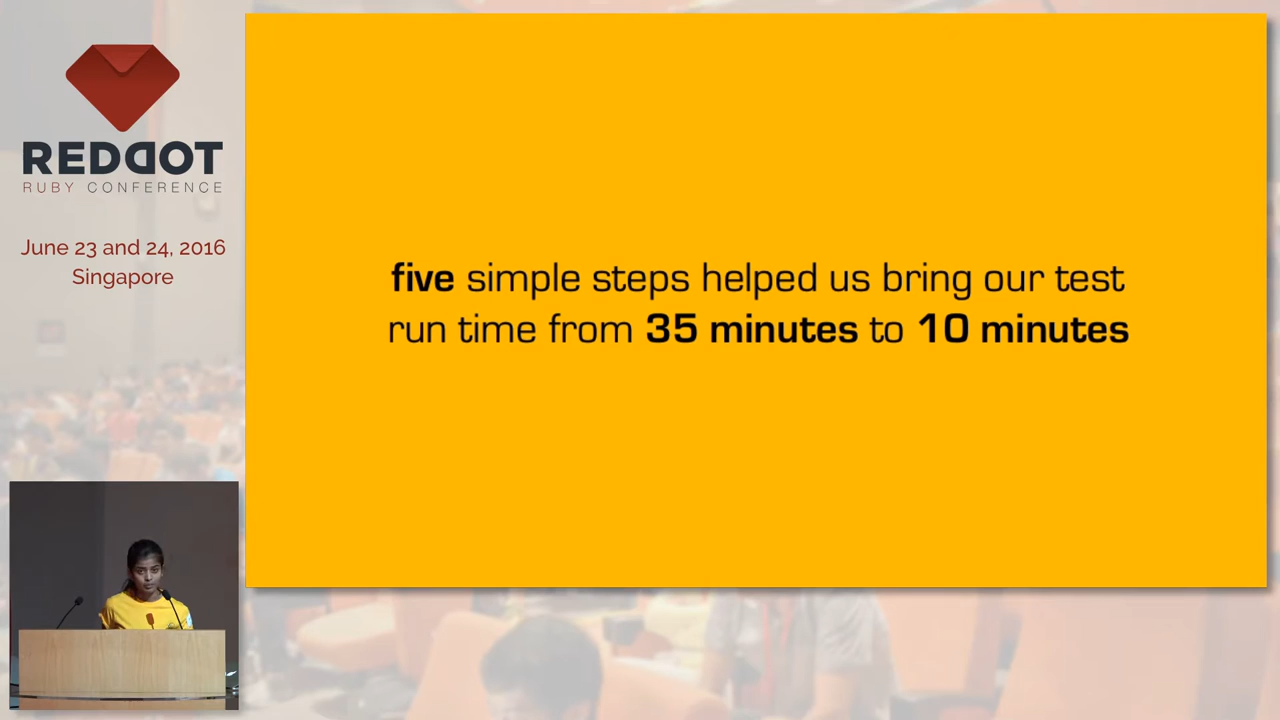 REDDOT
RUBY CONFERENCE
June 23 and 24, 2016
Singapore
five simple steps helped us bring our test
run time from 35 minutes to 10 minutes